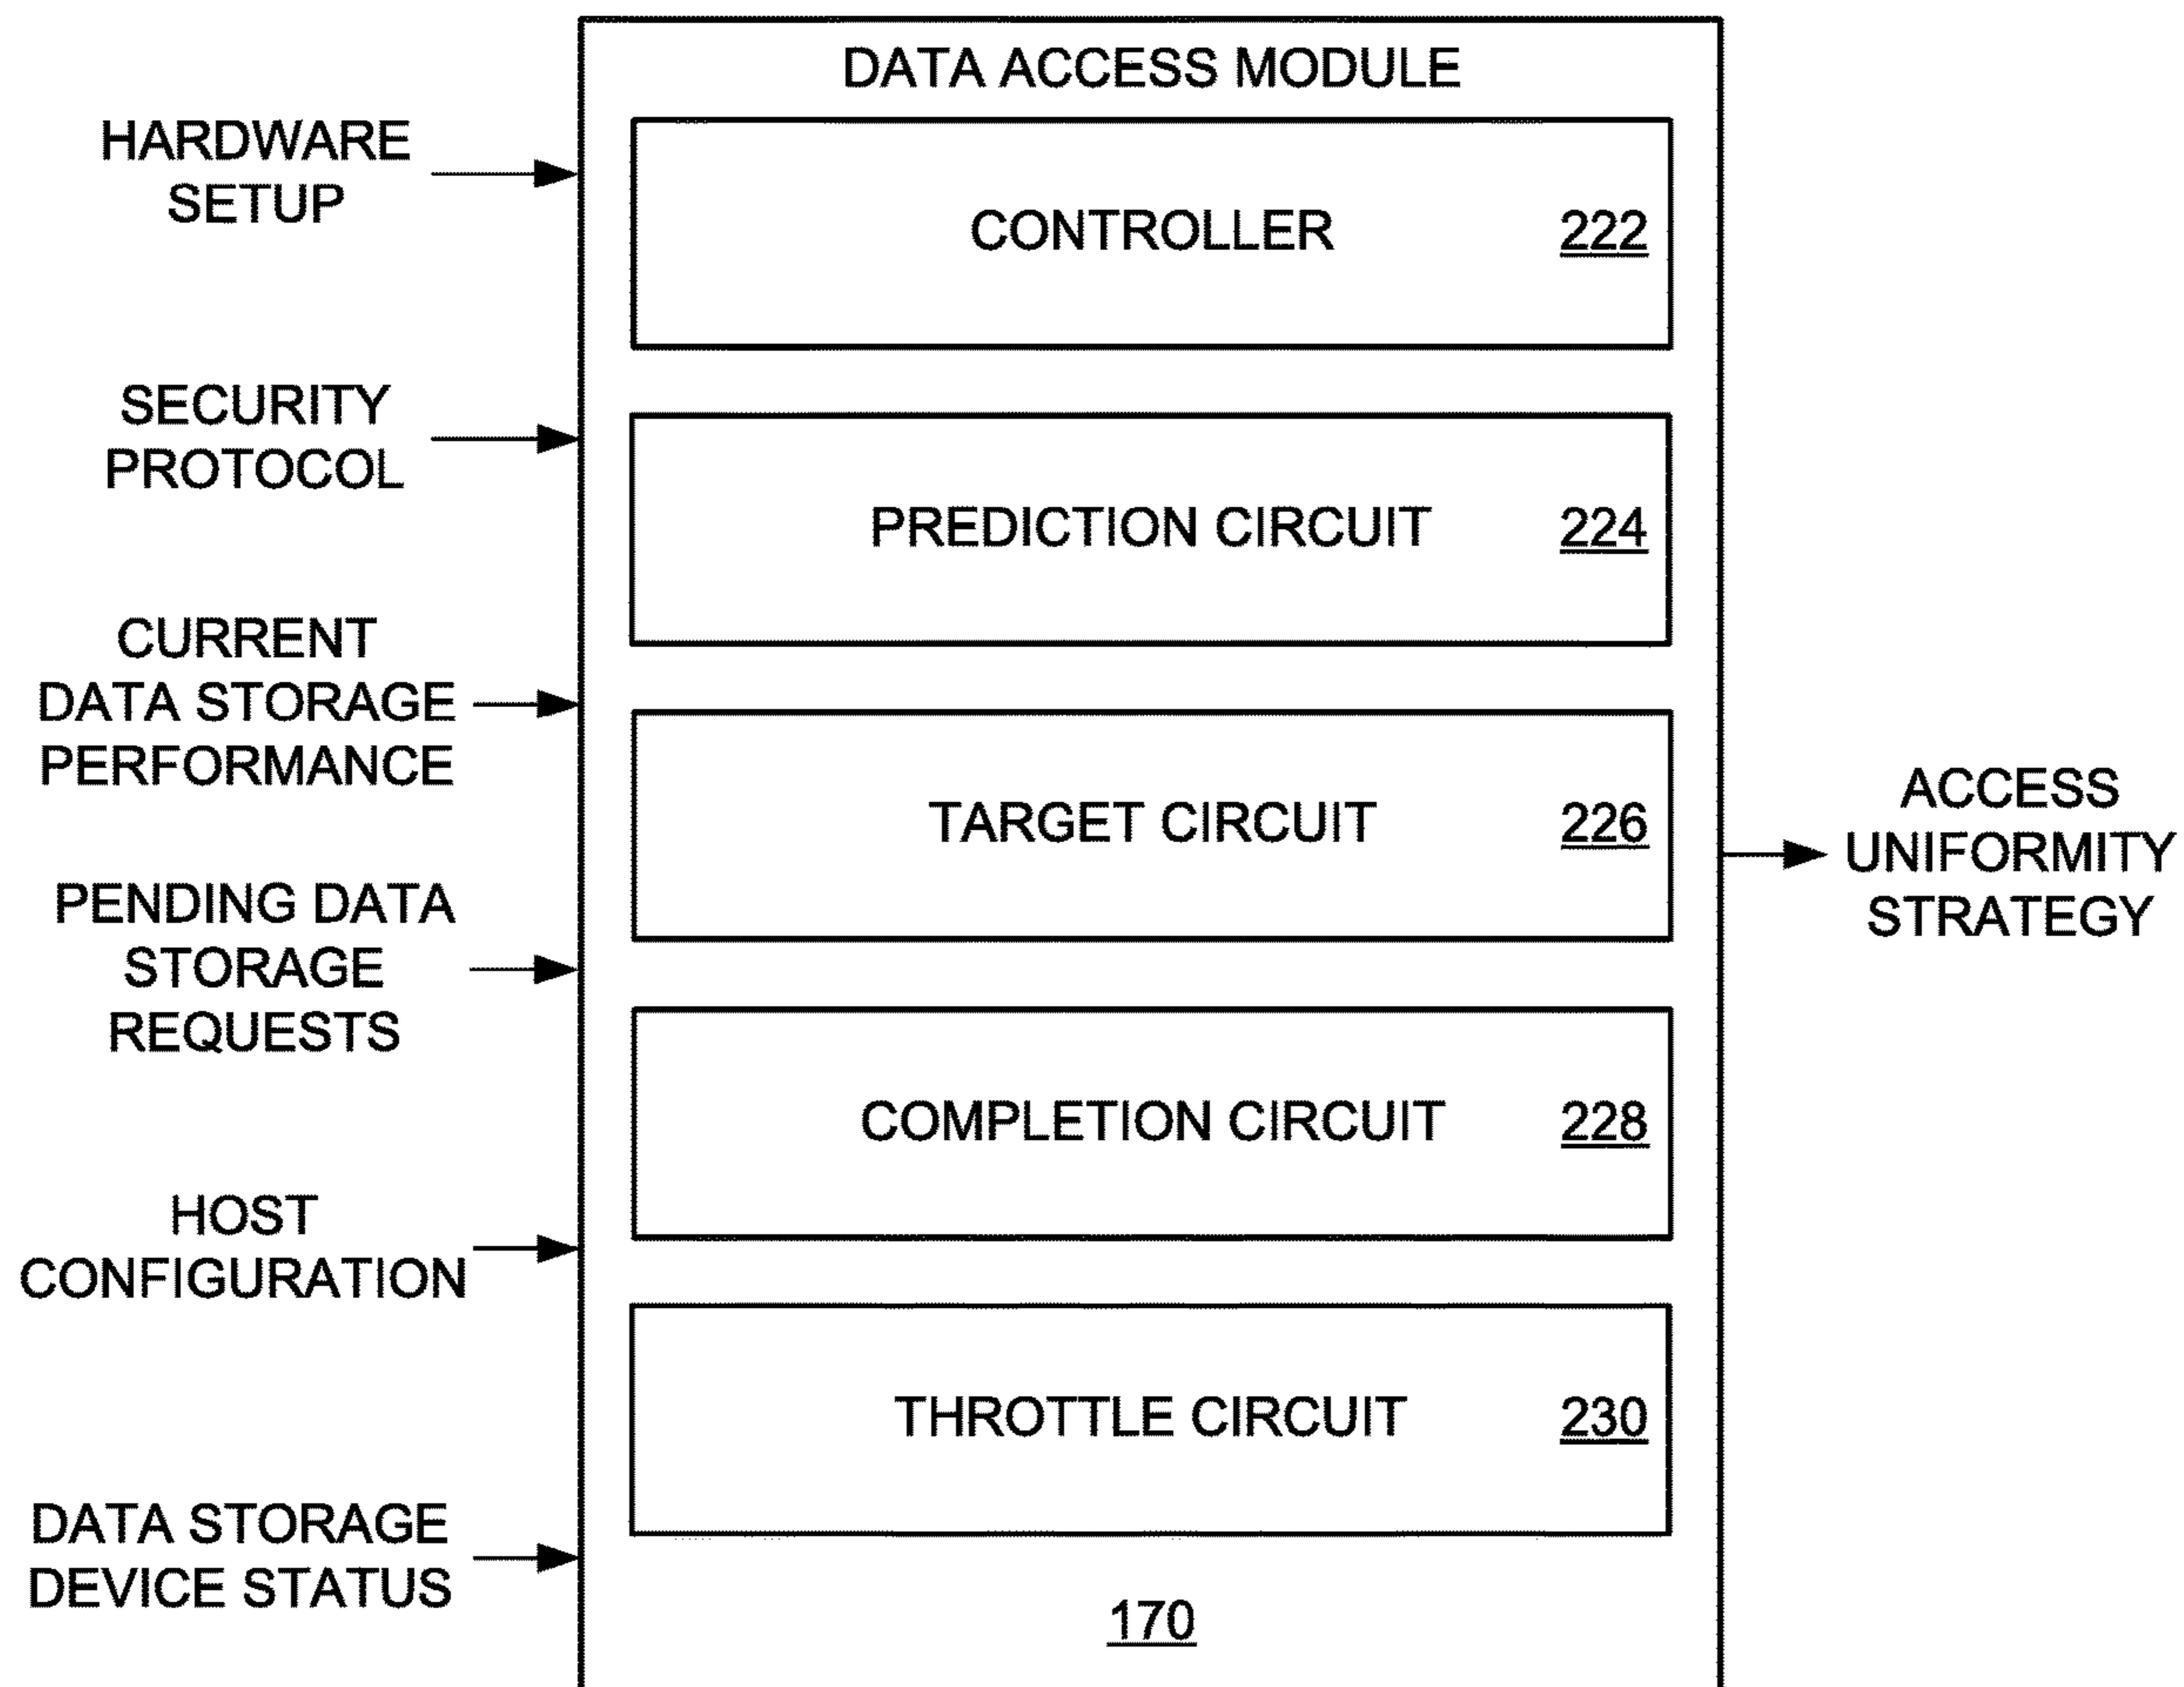 DATA ACCESS MODULE
HARDWARE
SETUP
CONTROLLER 222
SECURITY
PROTOCOL
PREDICTION CIRCUIT 224
CURRENT
DATA STORAGE
PERFORMANCE
TARGET CIRCUIT 226
ACCESS
UNIFORMITY
STRATEGY
PENDING DATA
STORAGE
REQUESTS
COMPLETION CIRCUIT 228
HOST
CONFIGURATION
THROTTLE CIRCUIT 230
DATA STORAGE
DEVICE STATUS
170